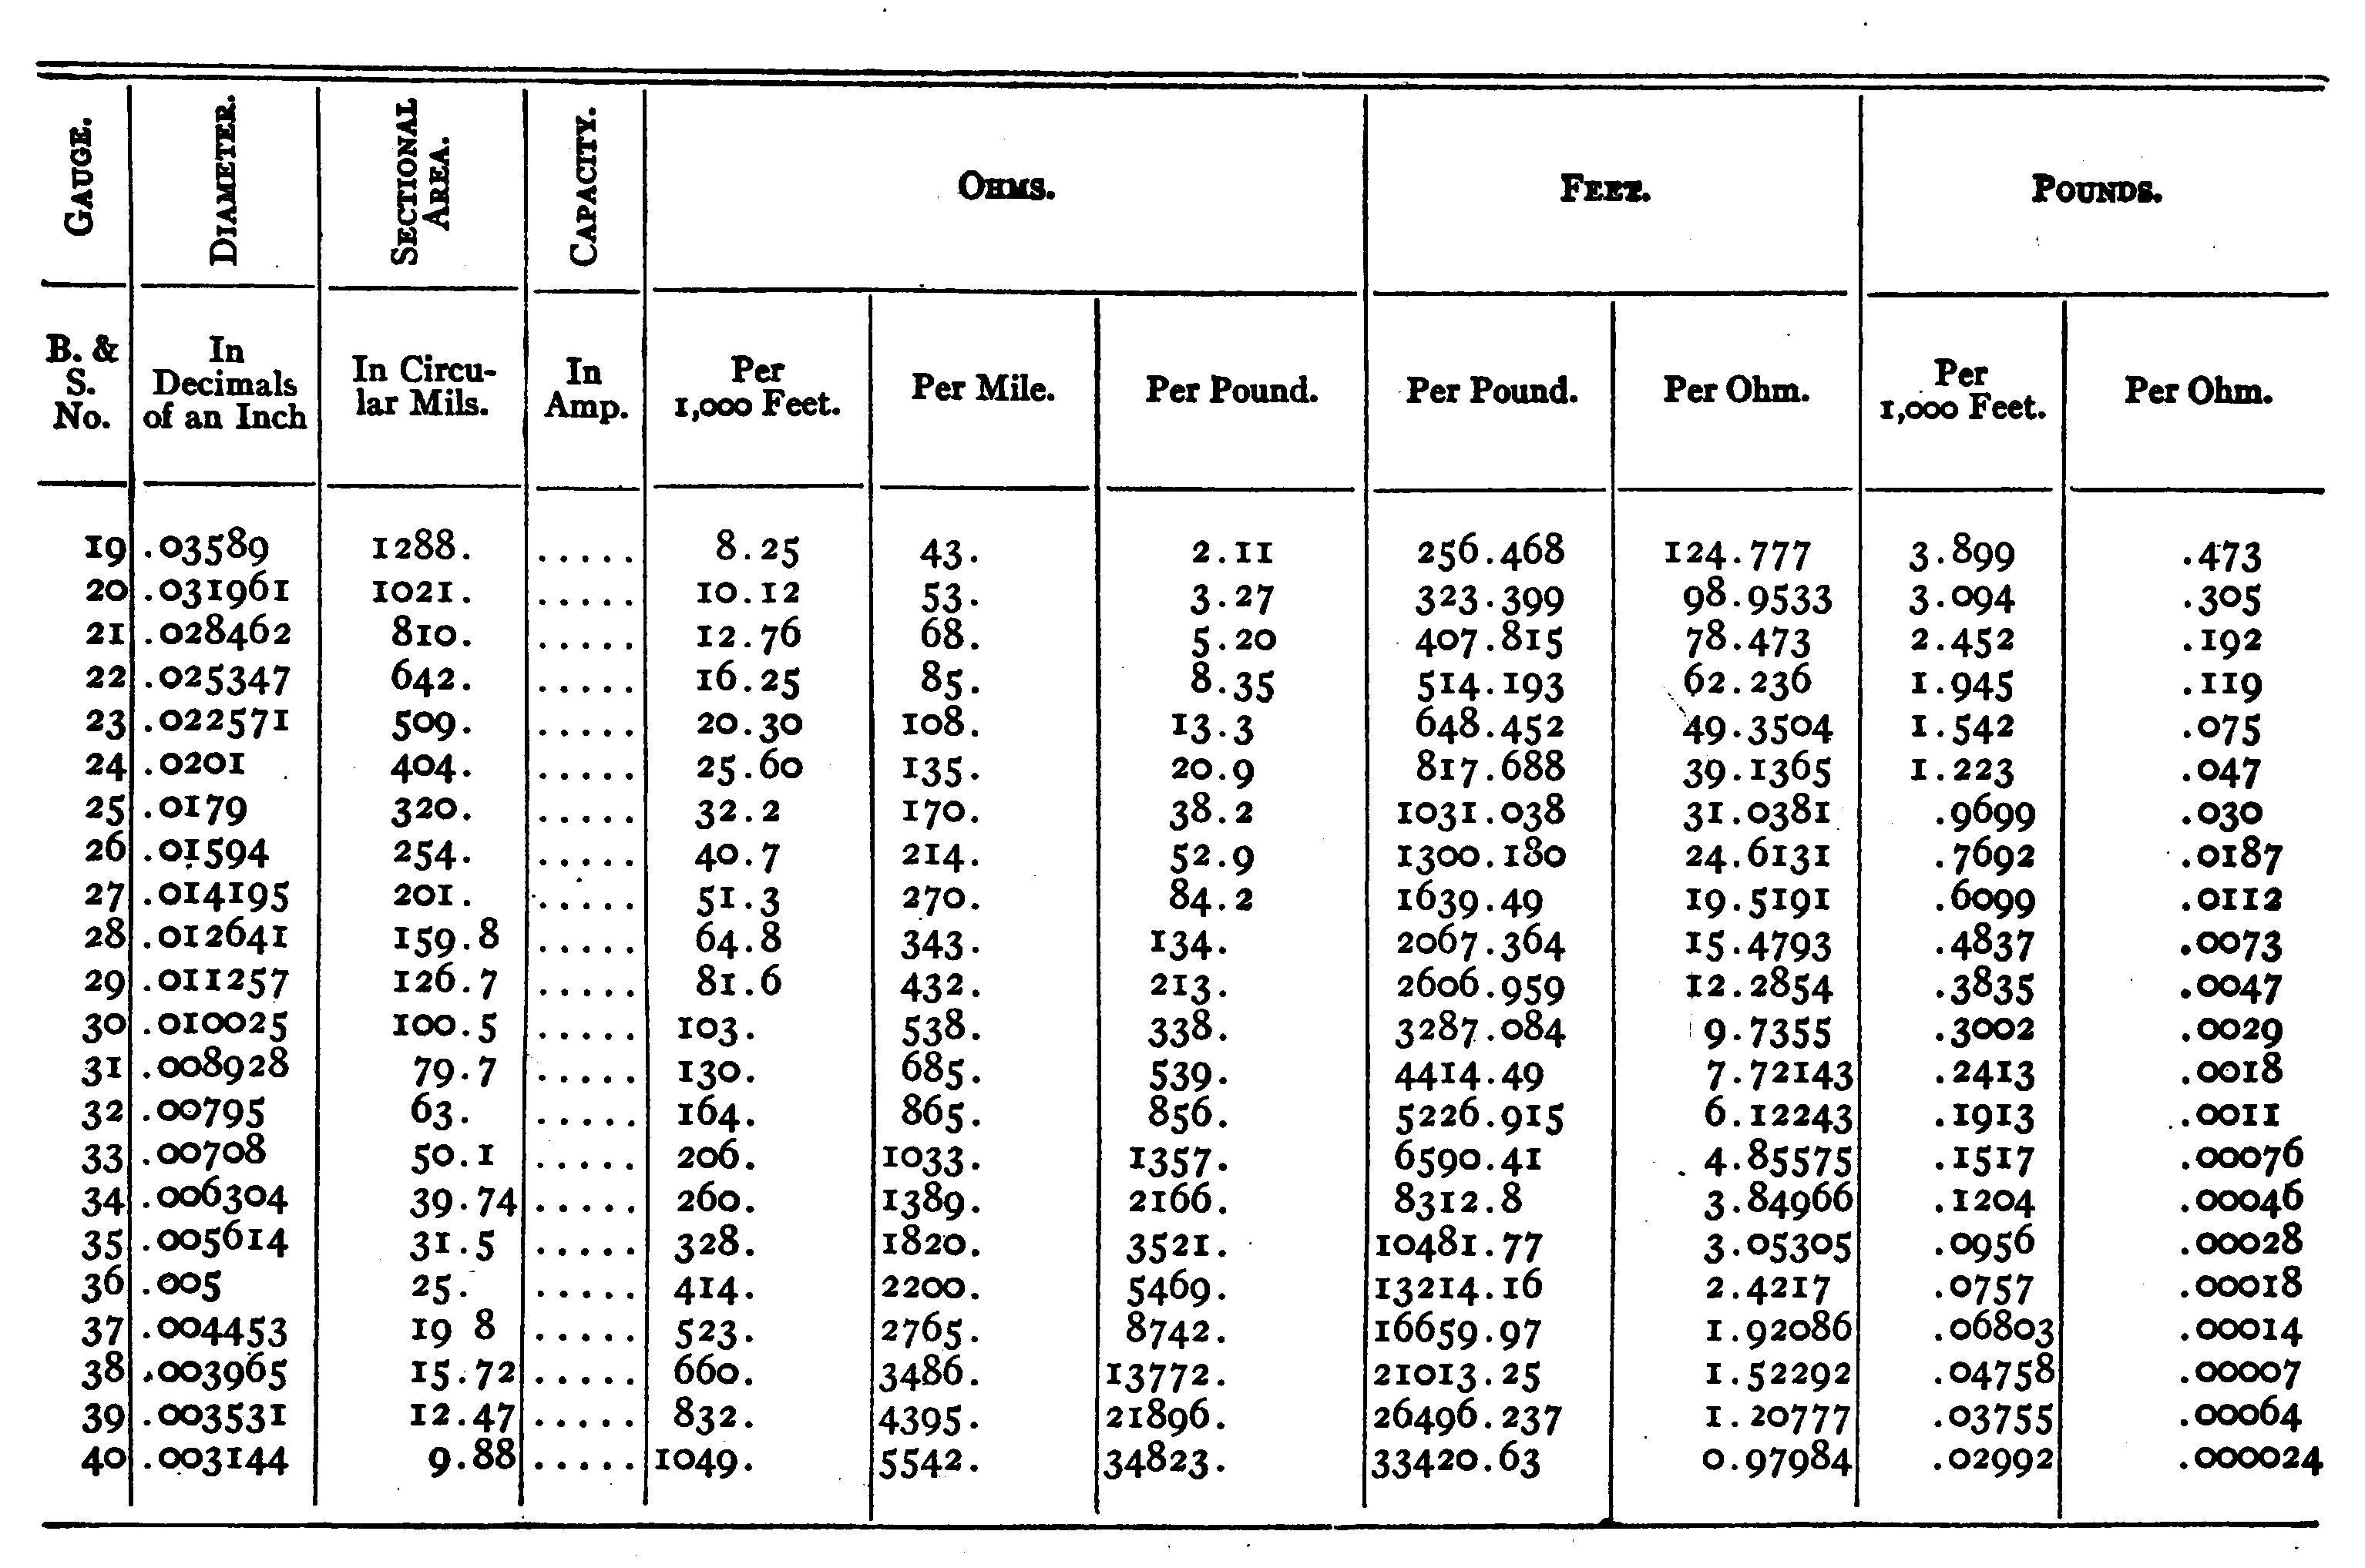 GAUGE. DIAMETER. SECTIONAL AREA. CAPACITY. OHMS. FEET. POUNDS.
B. & S. No. In Decimals of an Inch In Circu- lar Mils. In Amp. Per 1,000 Feet. Per Mile. Per Pound. Per Pound. Per Ohm. Per 1,000 Feet. Per Ohm.
19 .03589 1288. ..... 8.25 43. 2.11 256.468 124.777 3.899 .473
20 .031961 1021. ..... 10.12 53. 3.27 323.399 98.9533 3.094 .305
21 .028462 810. ..... 12.76 68. 5.20 407.815 78.473 2.452 .192
22 .025347 642. ..... 16.25 85. 8.35 514.193 62.236 1.945 .119
23 .022571 509. ..... 20.30 108. 13.3 648.452 49.3504 1.542 .075
24 .0201 404. ..... 25.60 135. 20.9 817.688 39.1365 1.223 .047
25 .0179 320. ..... 32.2 170. 38.2 1031.038 31.0381 .9699 .030
26 .01594 254. ..... 40.7 214. 52.9 1300.180 24.6131 .7692 .0187
27 .014195 201. ..... 51.3 270. 84.2 1639.49 19.5191 .6099 .0112
28 .012641 159.8 ..... 64.8 343. 134. 2067.364 15.4793 .4837 .0073
29 .011257 126.7 ..... 81.6 432. 213. 2606.959 12.2854 .3835 .0047
30 .010025 100.5 ..... 103. 538. 338. 3287.084 9.7355 .3002 .0029
31 .008928 79.7 ..... 130. 685. 539. 4414.49 7.72143 .2413 .0018
32 .00795 63. ..... 164. 865. 856. 5226.915 6.12243 .1913 .0011
33 .00708 50.1 ..... 206. 1033. 1357. 6590.41 4.85575 .1517 .00076
34 .006304 39.74 ..... 260. 1389. 2166. 8312.8 3.84966 .1204 .00046
35 .005614 31.5 ..... 328. 1820. 3521. 10481.77 3.05305 .0956 .00028
36 .005 25. ..... 414. 2200. 5469. 13214.16 2.4217 .0757 .00018
37 .004453 19 8 ..... 523. 2765. 8742. 16659.97 1.92086 .06803 .00014
38 .003965 15.72 ..... 660. 3486. 13772. 21013.25 1.52292 .04758 .00007
39 .003531 12.47 ..... 832. 4395. 21896. 26496.237 1.20777 .03755 .00064
40 .003144 9.88 ..... 1049. 5542. 34823. 33420.63 0.97984 .02992 .000024